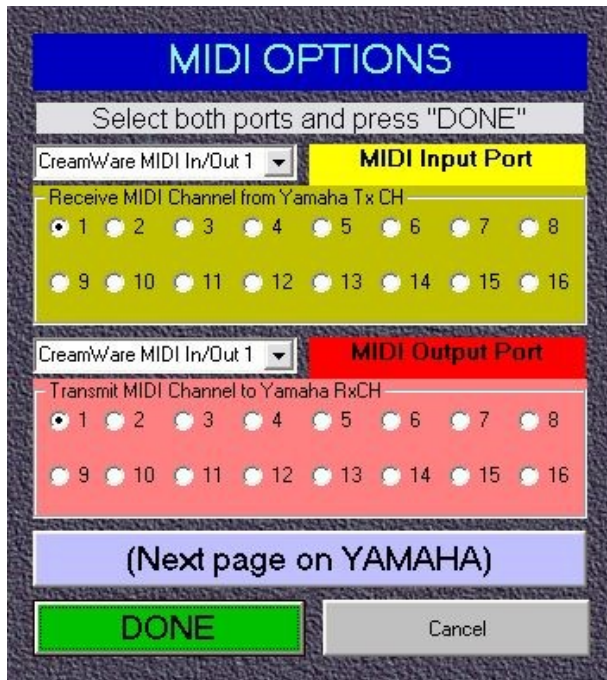 MIDI OPTIONS
Select both ports and press "DONE"
CreamWare MIDI In/Out 1 MIDI Input Port
Receive MIDI Channel from Yamaha Tx CH
1 2 3 4 5 6 7 8
9 10 11 12 13 14 15 16
CreamWare MIDI In/Out 1 MIDI Output Port
Transmit MIDI Channel to Yamaha RxCH
1 2 3 4 5 6 7 8
9 10 11 12 13 14 15 16
(Next page on YAMAHA)
DONE Cancel